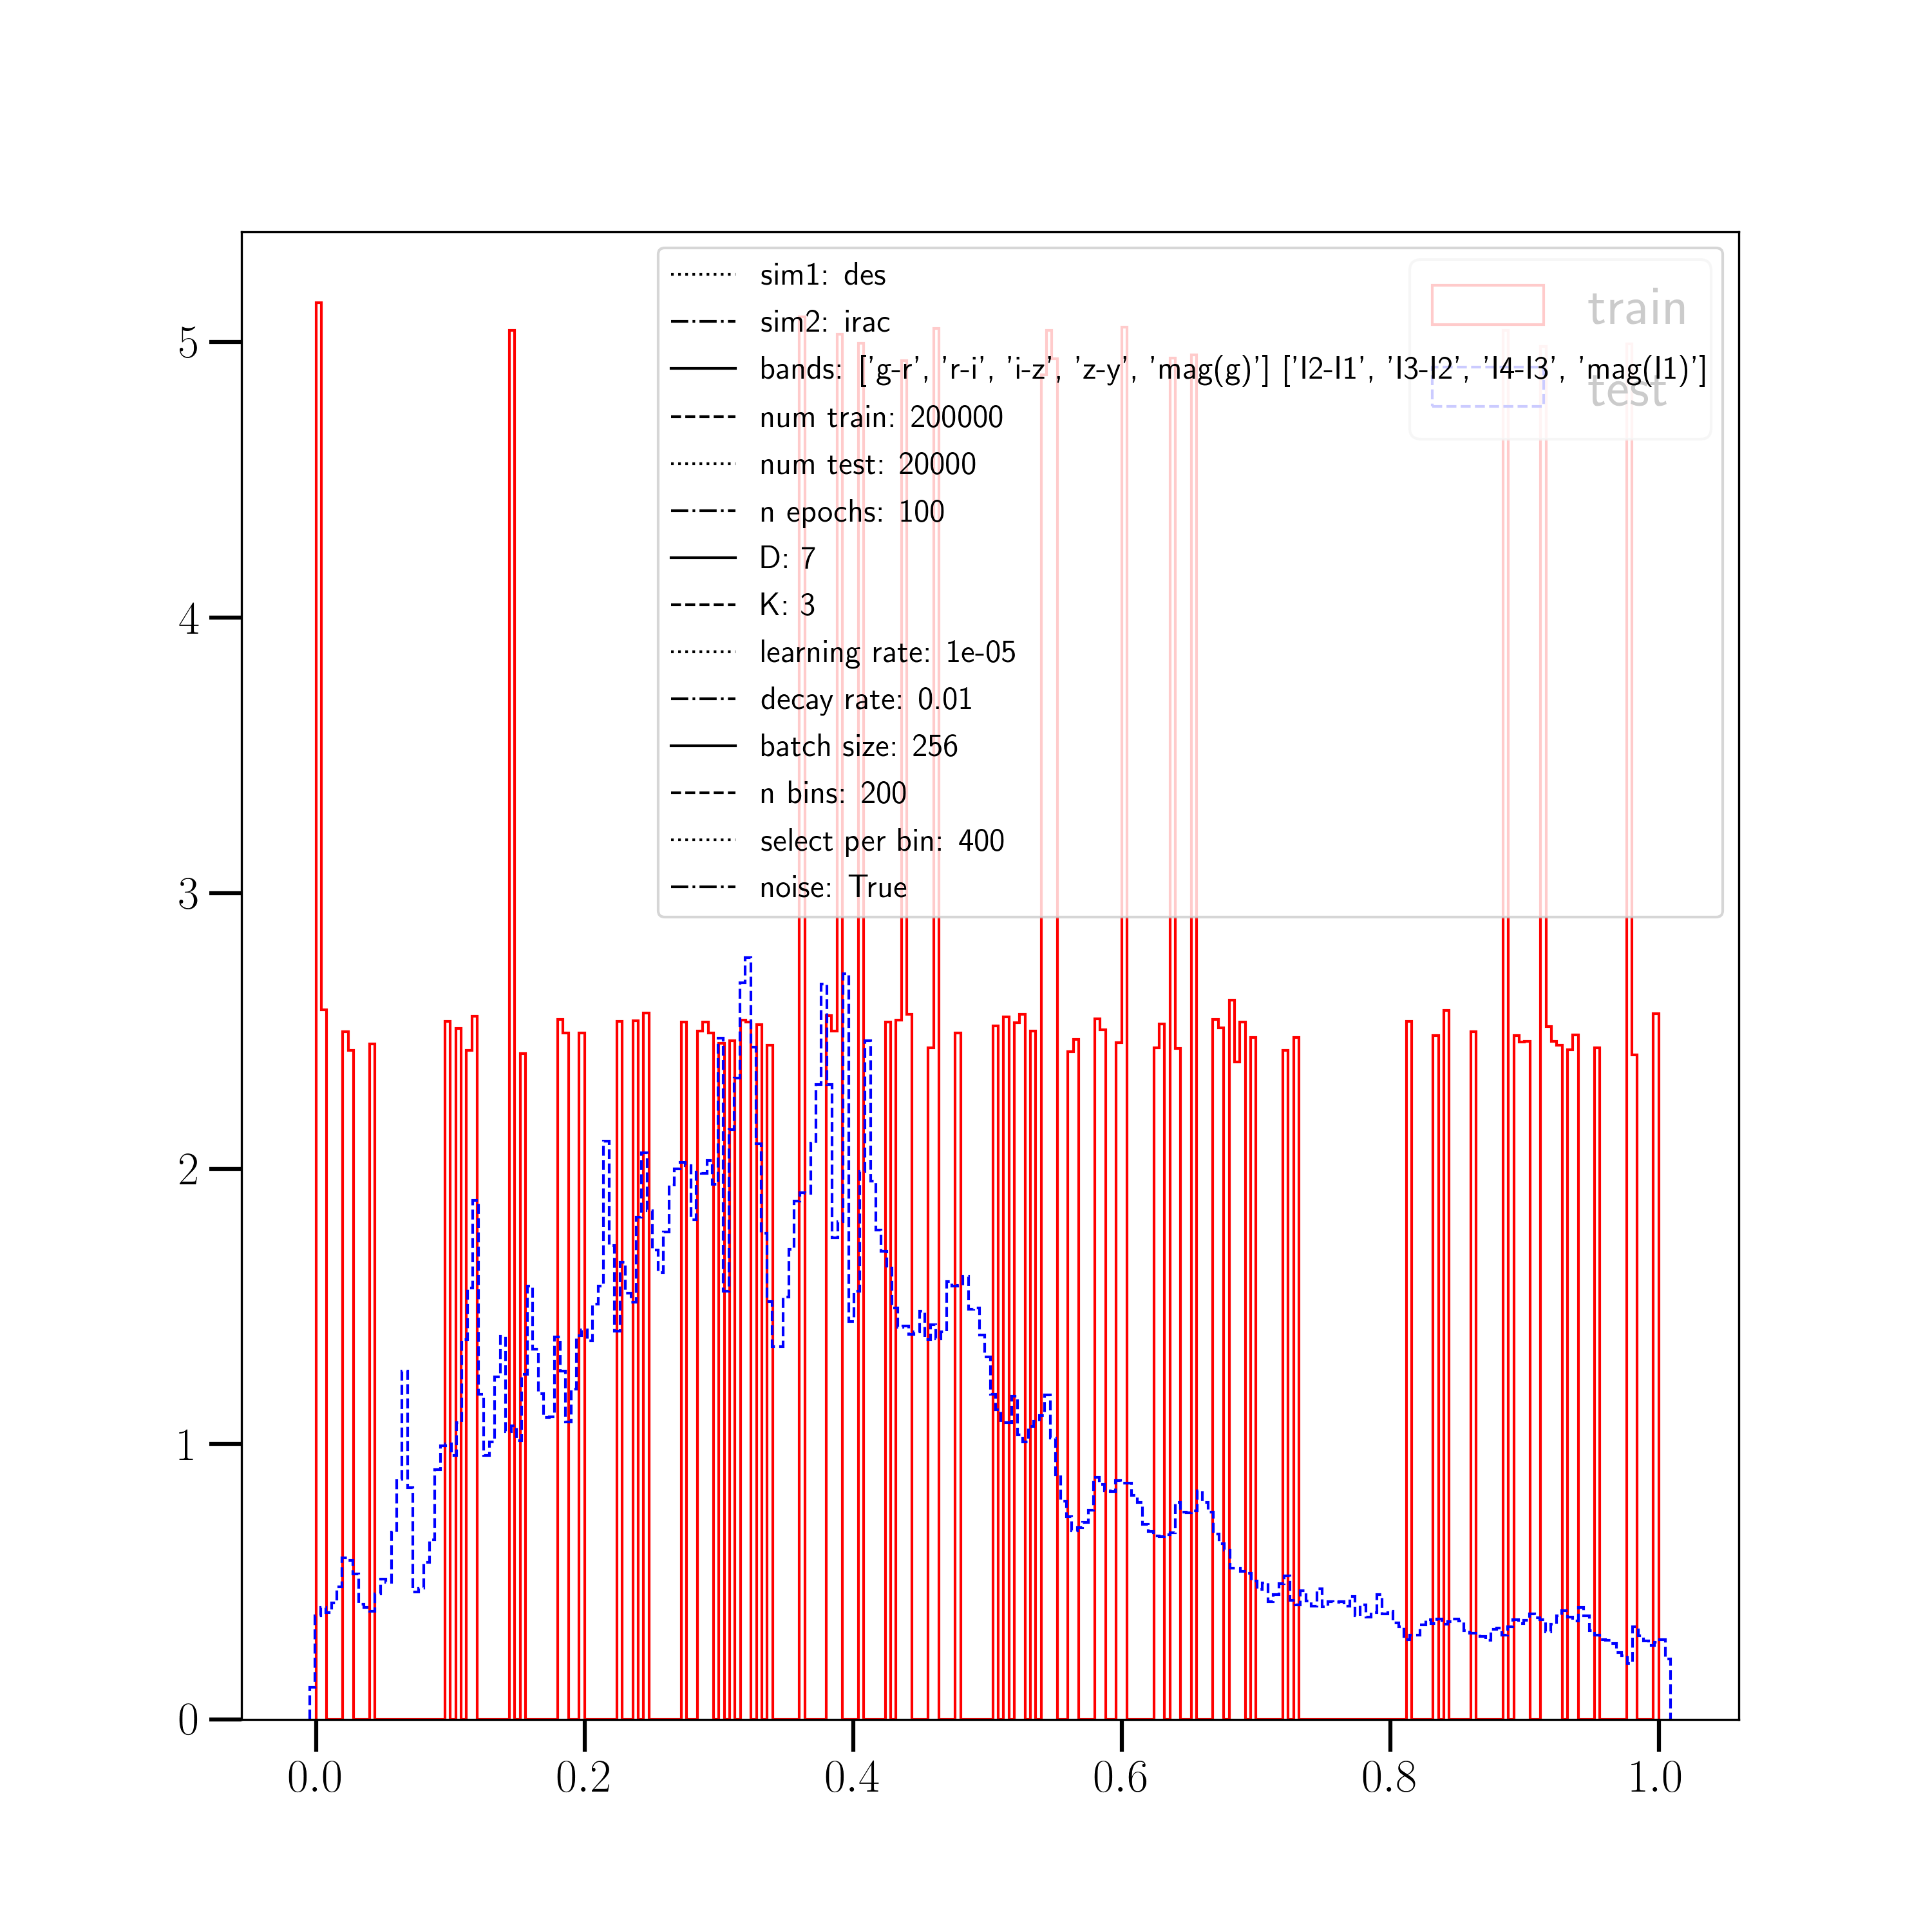 sim1: des
sim2: irac
bands: ['g-r', 'r-i', 'i-z', 'z-y', 'mag(g)'] ['I2-I1', 'I3-I2', 'I4-I3', 'mag(I1)']
num train: 200000
num test: 20000
n epochs: 100
D: 7
K: 3
learning rate: 1e-05
decay rate: 0.01
batch size: 256
n bins: 200
select per bin: 400
noise: True
train
test
5
4
3
2
1
0
0.0 0.2 0.4 0.6 0.8 1.0